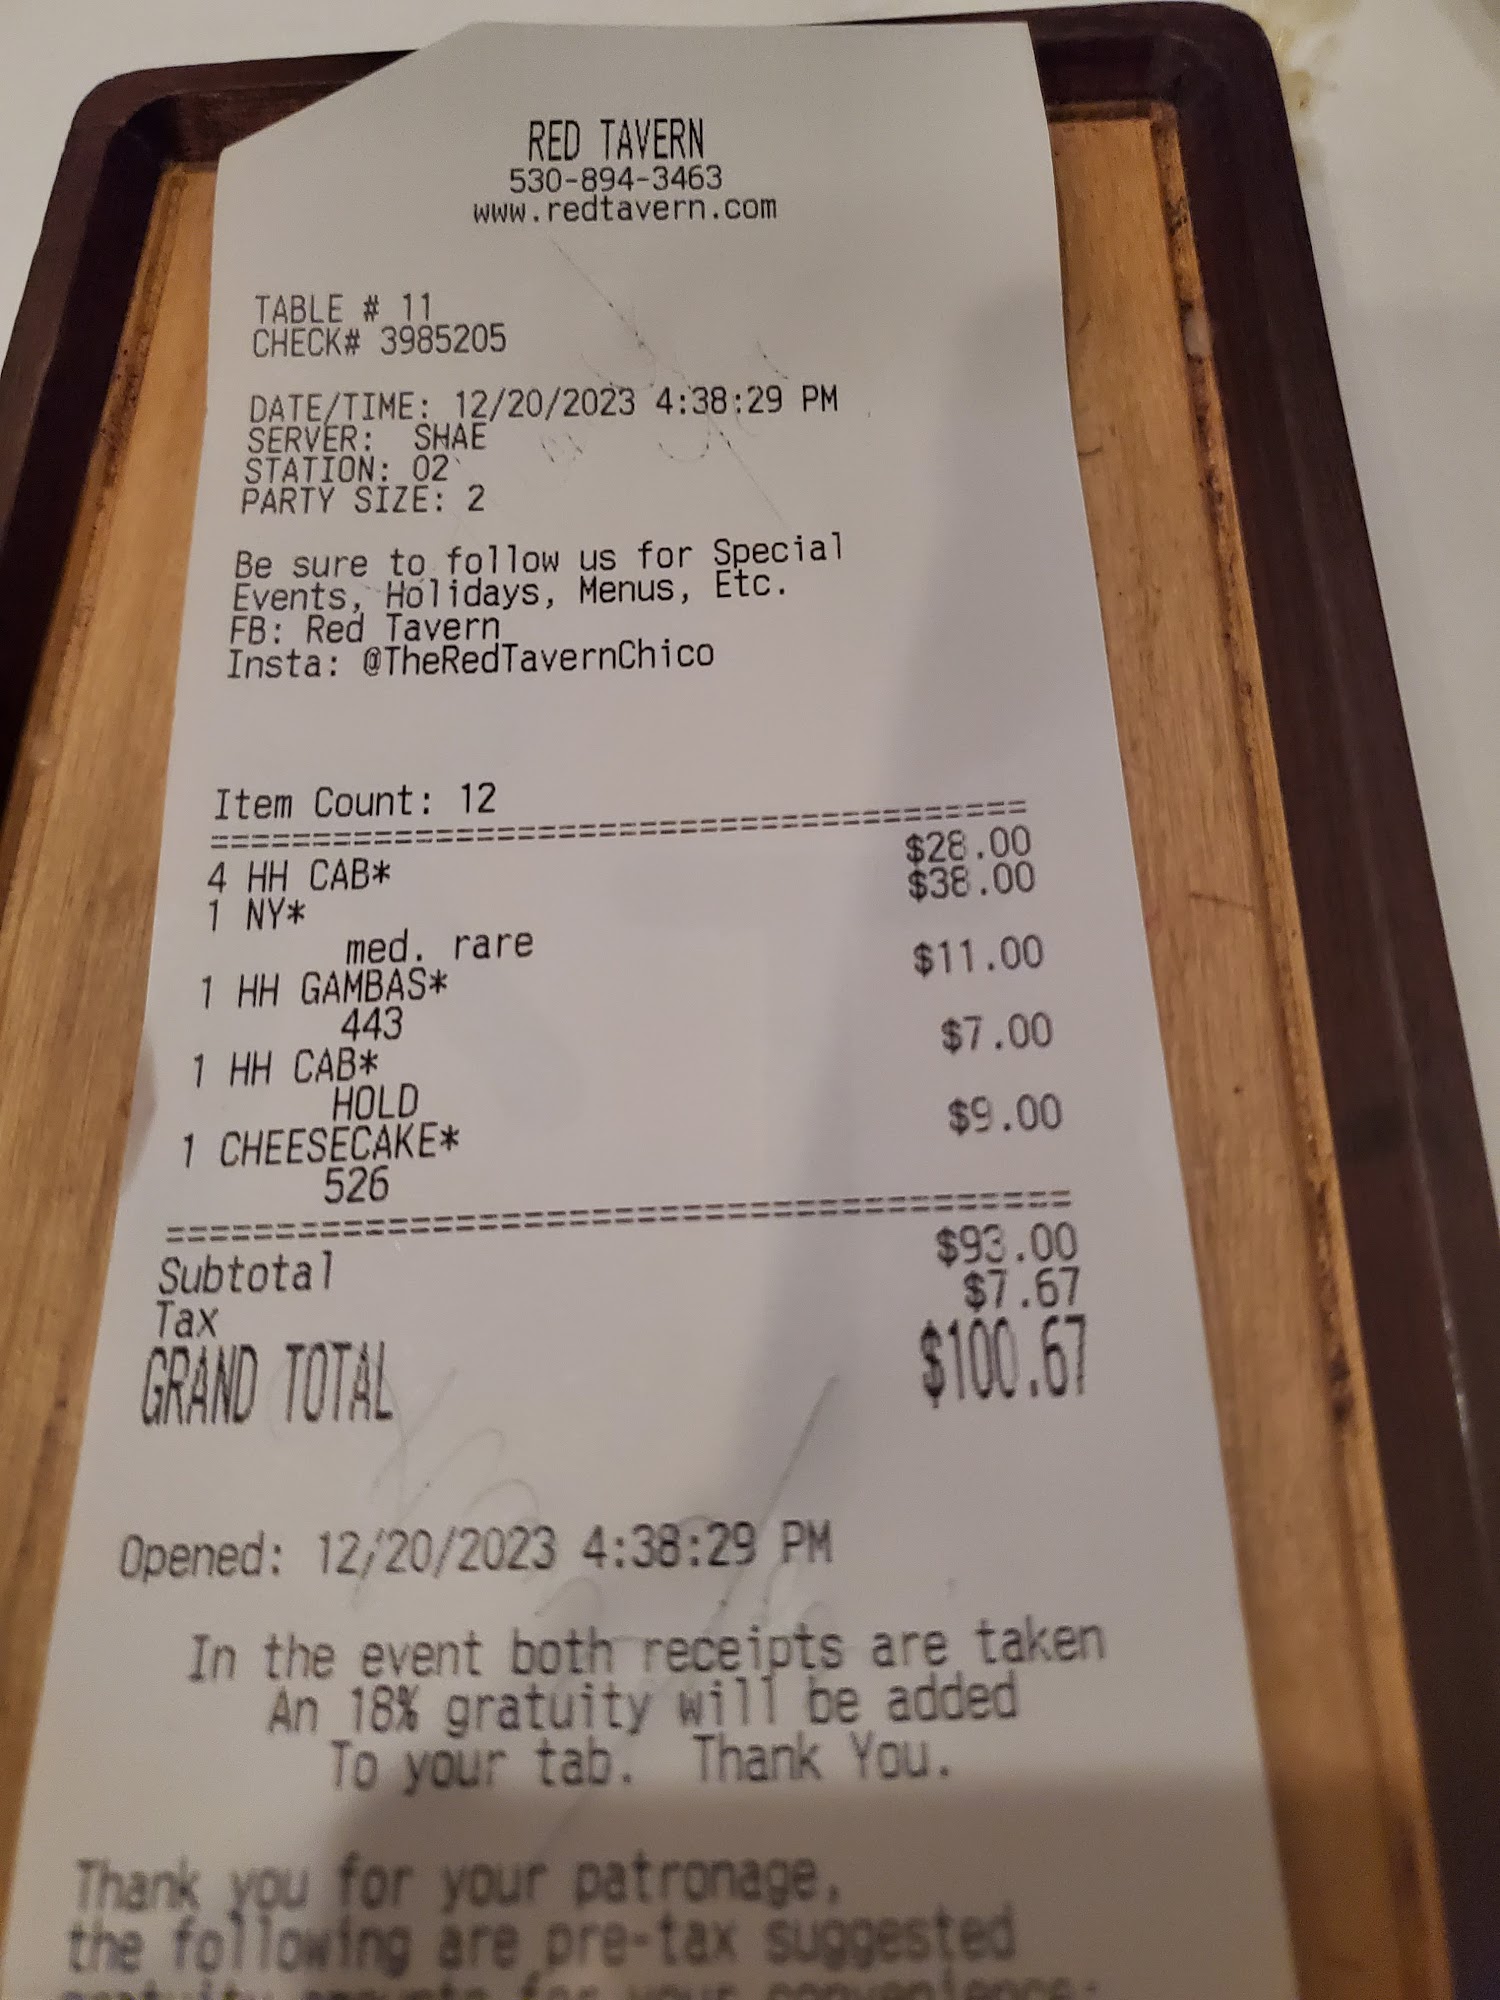 RED TAVERN
530-894-3463
www.redtavern.com
TABLE # 11
CHECK# 3985205
DATE/TIME: 12/20/2023 4:38:29 PM
SERVER: SHAE
STATION: 02
PARTY SIZE: 2
Be sure to follow us for Special
Events, Holidays, Menus, Etc.
FB: Red Tavern
Insta: @TheRedTavernChico
Item Count: 12
========================================
4 HH CAB* $28.00
1 NY* $38.00
med. rare
1 HH GAMBAS* $11.00
443
1 HH CAB* $7.00
HOLD
1 CHEESECAKE* $9.00
526
========================================
Subtotal $93.00
Tax $7.67
GRAND TOTAL $100.67
Opened: 12/20/2023 4:38:29 PM
In the event both receipts are taken
An 18% gratuity will be added
To your tab. Thank You.
Thank you for your patronage,
the following are pre-tax suggested
gratuity amounts for your convenience: